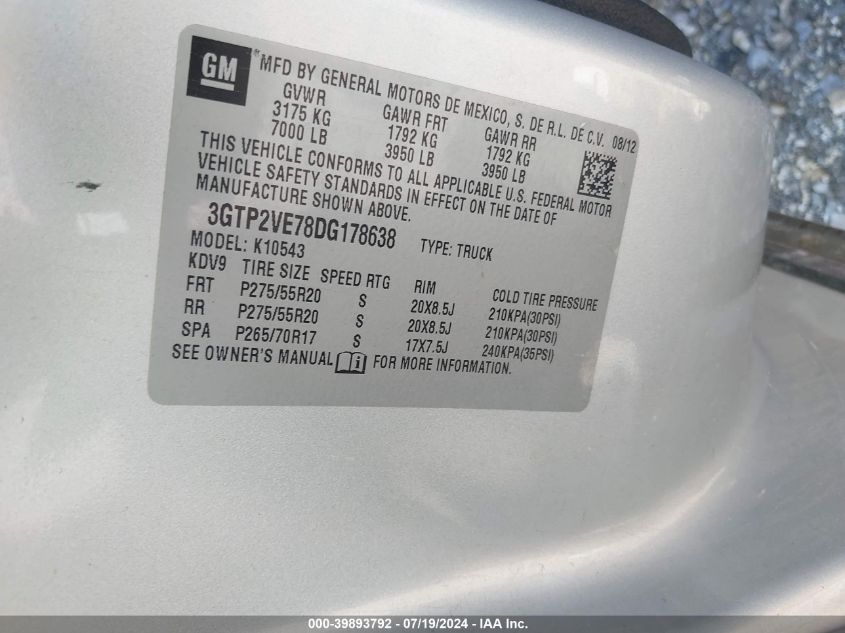 GM
MFD BY GENERAL MOTORS DE MEXICO, S. DE R.L. DE C.V. 08/12
GVWR GAWR FRT GAWR RR
3175 KG 1792 KG 1792 KG
7000 LB 3950 LB 3950 LB
THIS VEHICLE CONFORMS TO ALL APPLICABLE U.S. FEDERAL MOTOR
VEHICLE SAFETY STANDARDS IN EFFECT ON THE DATE OF
MANUFACTURE SHOWN ABOVE.
3GTP2VE78DG178638 TYPE: TRUCK
MODEL: K10543
KDV9 TIRE SIZE SPEED RTG RIM COLD TIRE PRESSURE
FRT P275/55R20 S 20X8.5J 210KPA(30PSI)
RR P275/55R20 S 20X8.5J 210KPA(30PSI)
SPA P265/70R17 S 17X7.5J 240KPA(35PSI)
SEE OWNER'S MANUAL i FOR MORE INFORMATION.
000-39893792 - 07/19/2024 - IAA Inc.